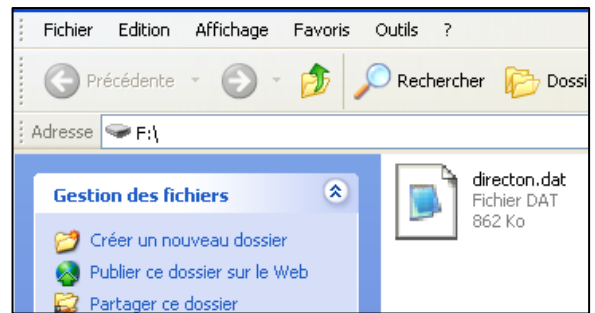 Fichier Edition Affichage Favoris Outils ?
Précédente Rechercher Dossi
Adresse F:\
Gestion des fichiers
Créer un nouveau dossier
Publier ce dossier sur le Web
Partager ce dossier
directon.dat
Fichier DAT
862 Ko